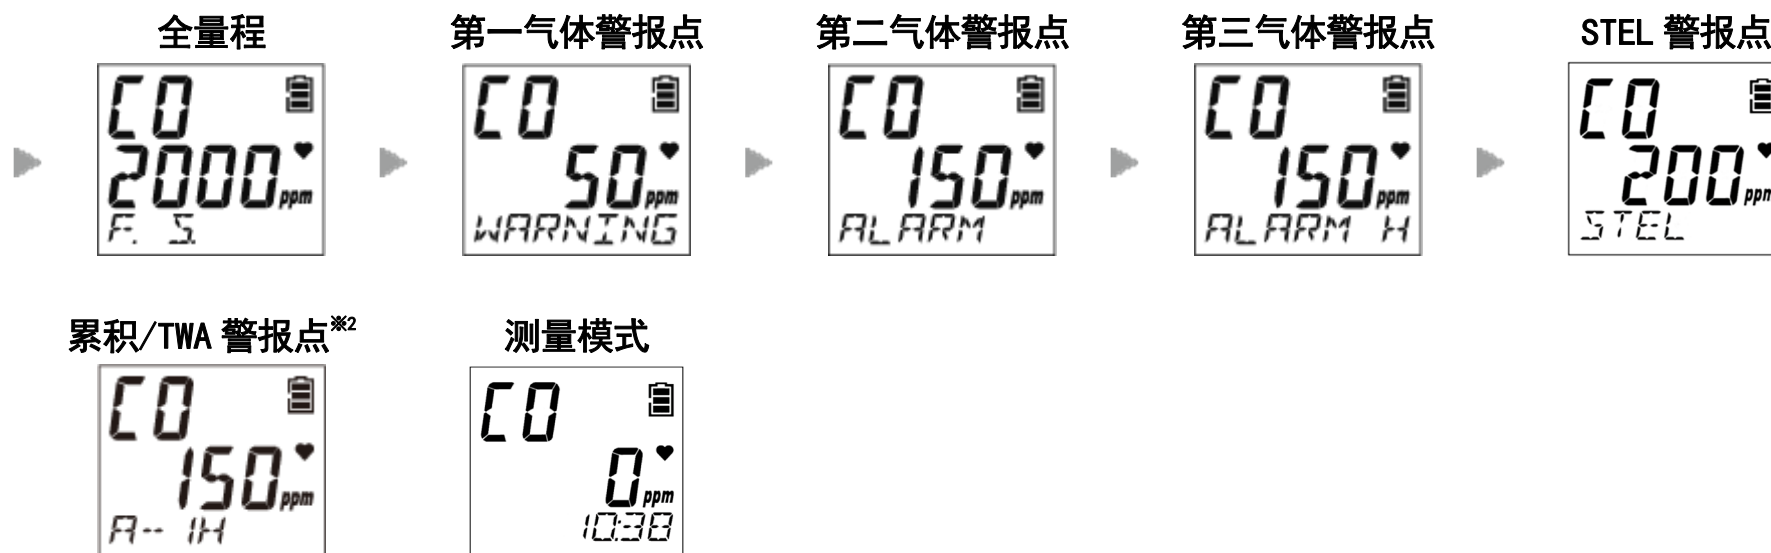 全量程
CO
2000 ppm
F. S.
第一气体警报点
CO
50 ppm
WARNING
第二气体警报点
CO
150 ppm
ALARM
第三气体警报点
CO
150 ppm
ALARM H
STEL 警报点
CO
200 ppm
STEL
累积/TWA 警报点※2
CO
150 ppm
A-- 1H
测量模式
CO
0 ppm
10:38